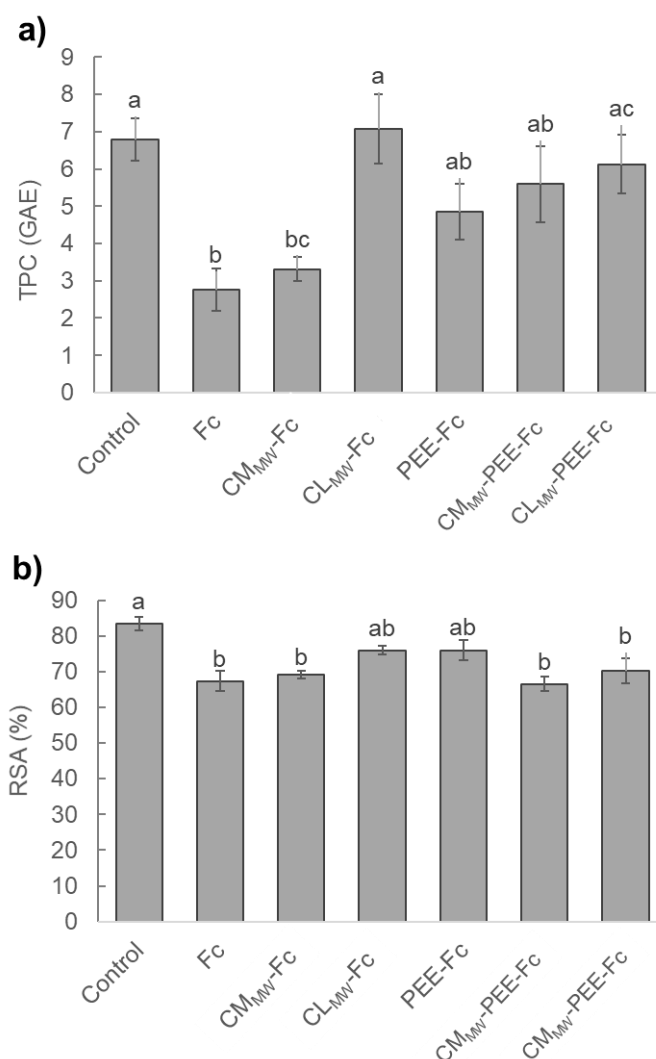 a)
9
8
7
6
5
4
3
2
1
0
TPC (GAE)
a
b
bc
a
ab
ab
ac
Control
Fc
CMMW-Fc
CLMW-Fc
PEE-Fc
CMMW-PEE-Fc
CLMW-PEE-Fc
b)
90
80
70
60
50
40
30
20
10
0
RSA (%)
a
b
b
ab
ab
b
b
Control
Fc
CMMW-Fc
CLMW-Fc
PEE-Fc
CMMW-PEE-Fc
CMMW-PEE-Fc